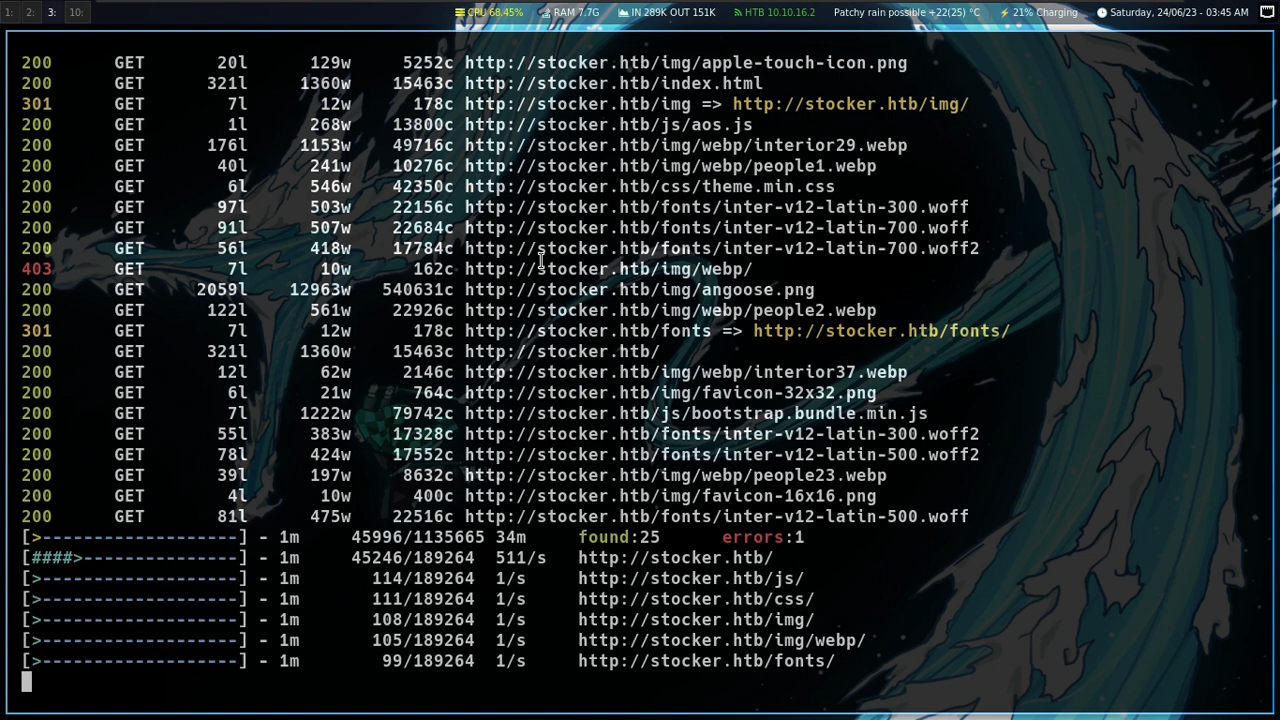 1: 2: 3: 10: CPU 68.45% RAM 7.7G IN 289K OUT 151K HTB 10.10.16.2 Patchy rain possible +22(25) °C 21% Charging Saturday, 24/06/23 - 03:45 AM
200 GET 20l 129w 5252c http://stocker.htb/img/apple-touch-icon.png
200 GET 321l 1360w 15463c http://stocker.htb/index.html
301 GET 7l 12w 178c http://stocker.htb/img => http://stocker.htb/img/
200 GET 1l 268w 13800c http://stocker.htb/js/aos.js
200 GET 176l 1153w 49716c http://stocker.htb/img/webp/interior29.webp
200 GET 40l 241w 10276c http://stocker.htb/img/webp/people1.webp
200 GET 6l 546w 42350c http://stocker.htb/css/theme.min.css
200 GET 97l 503w 22156c http://stocker.htb/fonts/inter-v12-latin-300.woff
200 GET 91l 507w 22684c http://stocker.htb/fonts/inter-v12-latin-700.woff
200 GET 56l 418w 17784c http://stocker.htb/fonts/inter-v12-latin-700.woff2
403 GET 7l 10w 162c http://stocker.htb/img/webp/
200 GET 2059l 12963w 540631c http://stocker.htb/img/angoose.png
200 GET 122l 561w 22926c http://stocker.htb/img/webp/people2.webp
301 GET 7l 12w 178c http://stocker.htb/fonts => http://stocker.htb/fonts/
200 GET 321l 1360w 15463c http://stocker.htb/
200 GET 12l 62w 2146c http://stocker.htb/img/webp/interior37.webp
200 GET 6l 21w 764c http://stocker.htb/img/favicon-32x32.png
200 GET 7l 1222w 79742c http://stocker.htb/js/bootstrap.bundle.min.js
200 GET 55l 383w 17328c http://stocker.htb/fonts/inter-v12-latin-300.woff2
200 GET 78l 424w 17552c http://stocker.htb/fonts/inter-v12-latin-500.woff2
200 GET 39l 197w 8632c http://stocker.htb/img/webp/people23.webp
200 GET 4l 10w 400c http://stocker.htb/img/favicon-16x16.png
200 GET 81l 475w 22516c http://stocker.htb/fonts/inter-v12-latin-500.woff
[>-------------------] - 1m 45996/1135665 34m found:25 errors:1
[####>---------------] - 1m 45246/189264 511/s http://stocker.htb/
[>-------------------] - 1m 114/189264 1/s http://stocker.htb/js/
[>-------------------] - 1m 111/189264 1/s http://stocker.htb/css/
[>-------------------] - 1m 108/189264 1/s http://stocker.htb/img/
[>-------------------] - 1m 105/189264 1/s http://stocker.htb/img/webp/
[>-------------------] - 1m 99/189264 1/s http://stocker.htb/fonts/